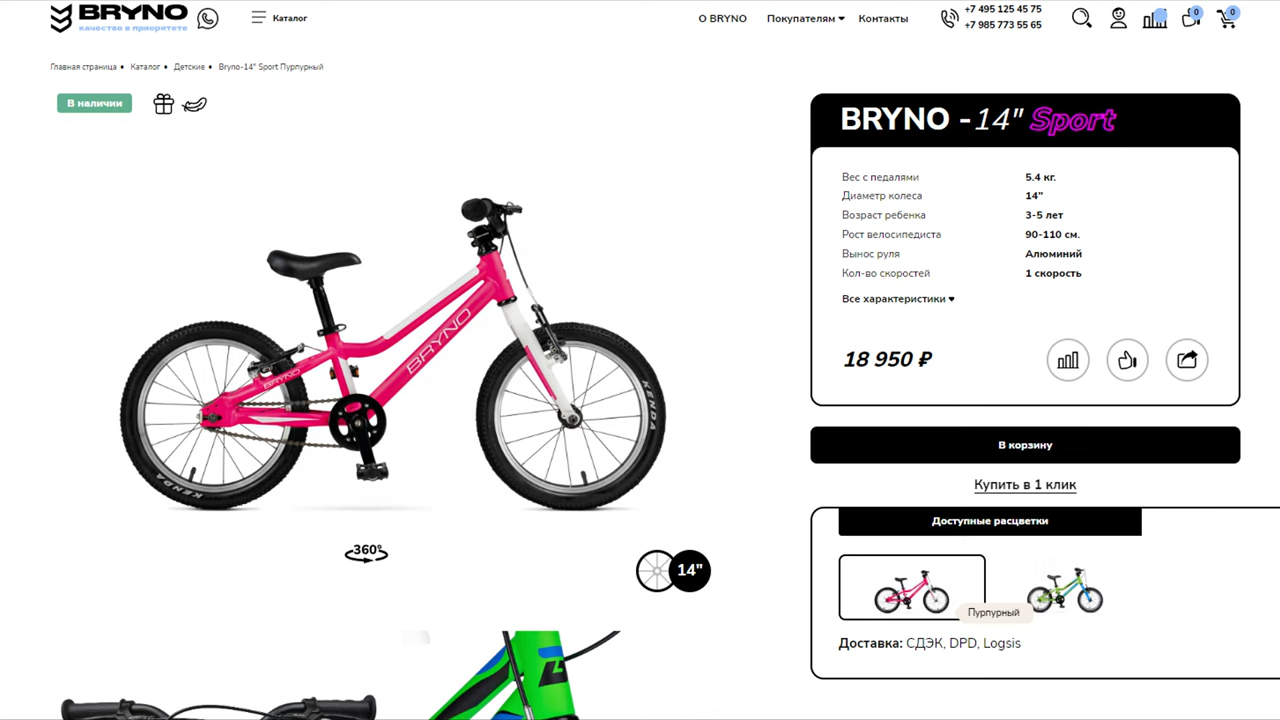 BRYNO
качество в приоритете
Каталог
О BRYNO
Покупателям
Контакты
+7 495 125 45 75
+7 985 773 55 65
0
0
Главная страница • Каталог • Детские • Bryno-14" Sport Пурпурный
В наличии
BRYNO - 14" Sport
Вес с педалями 5.4 кг.
Диаметр колеса 14"
Возраст ребенка 3-5 лет
Рост велосипедиста 90-110 см.
Вынос руля Алюминий
Кол-во скоростей 1 скорость
Все характеристики
18 950 ₽
BRYNO
BRYNO
KENDA
KENDA
В корзину
Купить в 1 клик
Доступные расцветки
360°
14"
Пурпурный
Доставка: СДЭК, DPD, Logsis